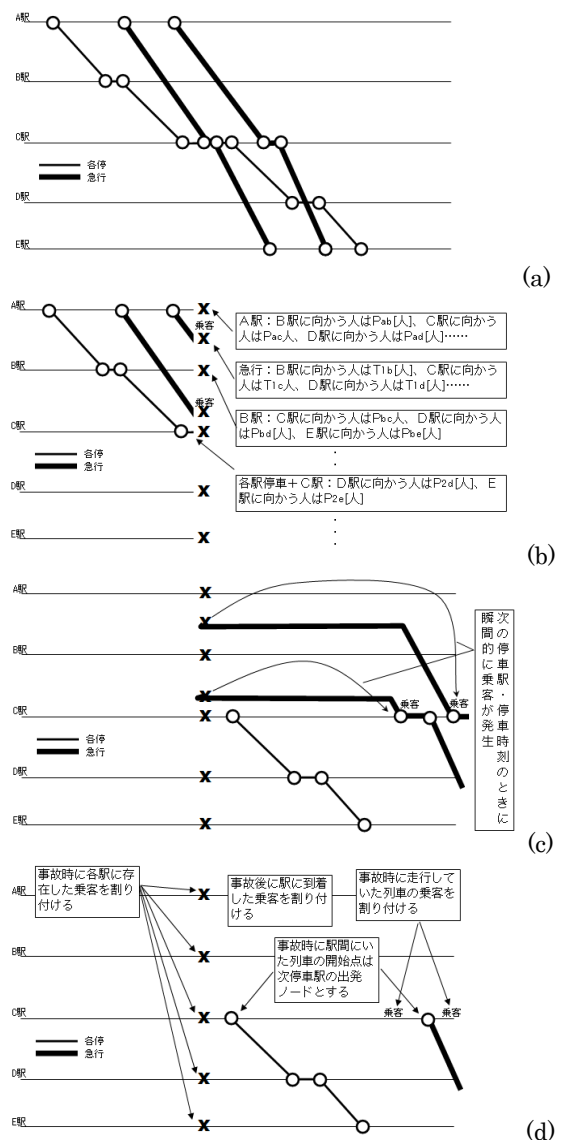 A駅
B駅
C駅
各停
急行
D駅
E駅
(a)
A駅
乗客
A駅：B駅に向かう人はPab[人]、C駅に向かう
人はPac人、D駅に向かう人はPad[人]……
急行：B駅に向かう人はT1b[人]、C駅に向かう
人はT1c人、D駅に向かう人はT1d[人]……
B駅
乗客
B駅：C駅に向かう人はPbc人、D駅に向かう人
はPbd[人]、E駅に向かう人はPbe[人]
C駅
各停
急行
各駅停車＋C駅：D駅に向かう人はP2d[人]、E
駅に向かう人はP2e[人]
D駅
E駅
(b)
A駅
B駅
次の停車駅・停車時刻のときに
瞬間的に乗客が発生
乗客
乗客
C駅
各停
急行
D駅
E駅
(c)
事故時に各駅に存
在した乗客を割り付
ける
事故後に駅に到着
した乗客を割り付
ける
事故時に走行して
いた列車の乗客を
割り付ける
A駅
B駅
事故時に駅間にい
た列車の開始点は
次停車駅の出発
ノードとする
C駅
乗客
乗客
各停
急行
D駅
E駅
(d)